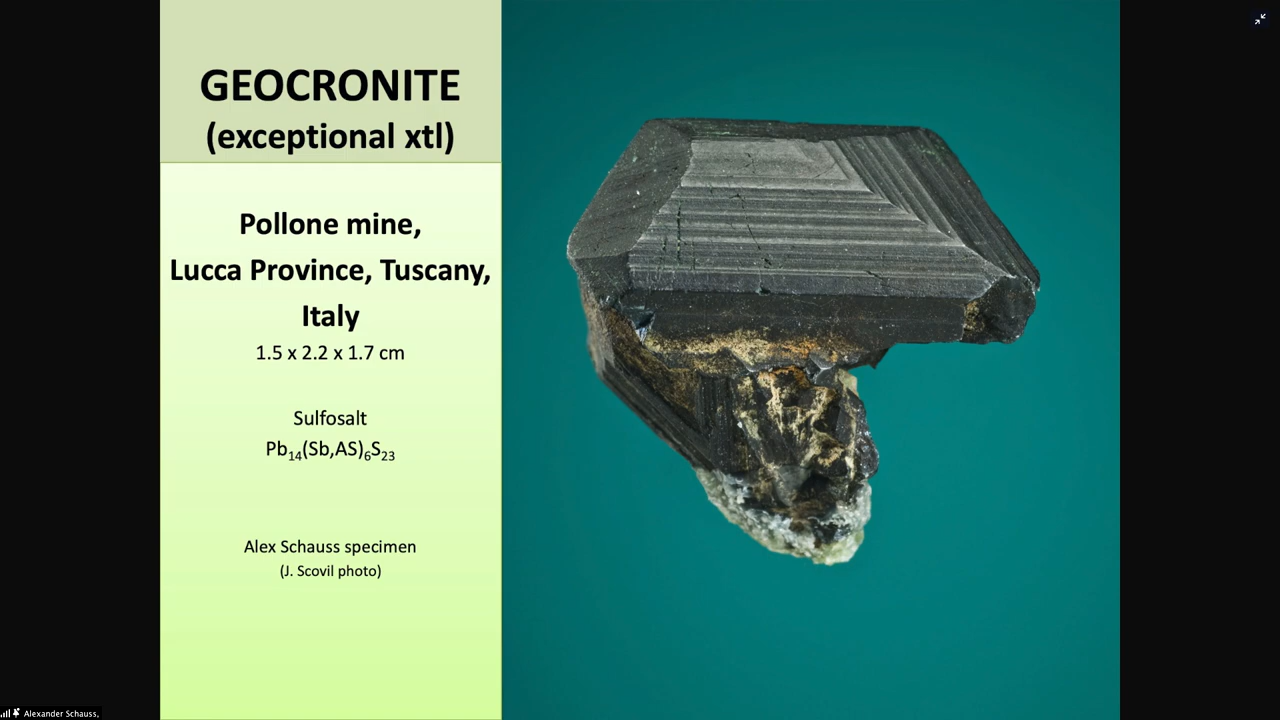 GEOCRONITE
(exceptional xtl)
Pollone mine,
Lucca Province, Tuscany,
Italy
1.5 x 2.2 x 1.7 cm
Sulfosalt
Pb₁₄(Sb,AS)₆S₂₃
Alex Schauss specimen
(J. Scovil photo)
Alexander Schauss,